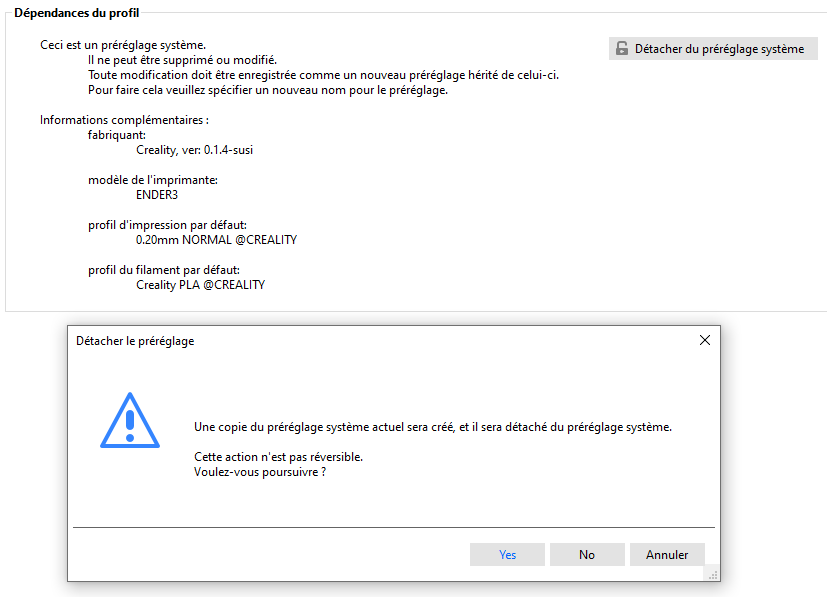 Dépendances du profil
Ceci est un préréglage système.
Détacher du préréglage système
Il ne peut être supprimé ou modifié.
Toute modification doit être enregistrée comme un nouveau préréglage hérité de celui-ci.
Pour faire cela veuillez spécifier un nouveau nom pour le préréglage.
Informations complémentaires :
fabriquant:
Creality, ver: 0.1.4-susi
modèle de l'imprimante:
ENDER3
profil d'impression par défaut:
0.20mm NORMAL @CREALITY
profil du filament par défaut:
Creality PLA @CREALITY
Détacher le préréglage
Une copie du préréglage système actuel sera créé, et il sera détaché du préréglage système.
Cette action n'est pas réversible.
Voulez-vous poursuivre ?
Yes
No
Annuler